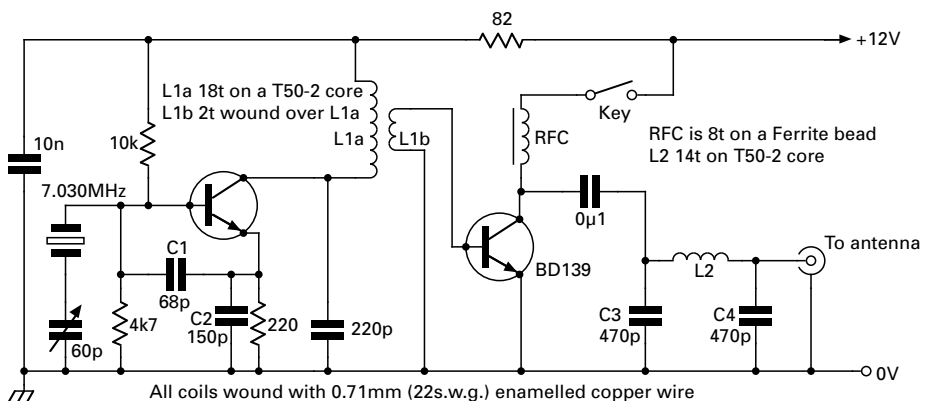 82
+12V
L1a 18t on a T50-2 core
L1b 2t wound over L1a
L1a
L1b
Key
RFC
RFC is 8t on a Ferrite bead
L2 14t on T50-2 core
10n
10k
7.030MHz
0µ1
To antenna
C1
68p
BD139
L2
60p
4k7
C2
150p
220
220p
C3
470p
C4
470p
0V
All coils wound with 0.71mm (22s.w.g.) enamelled copper wire